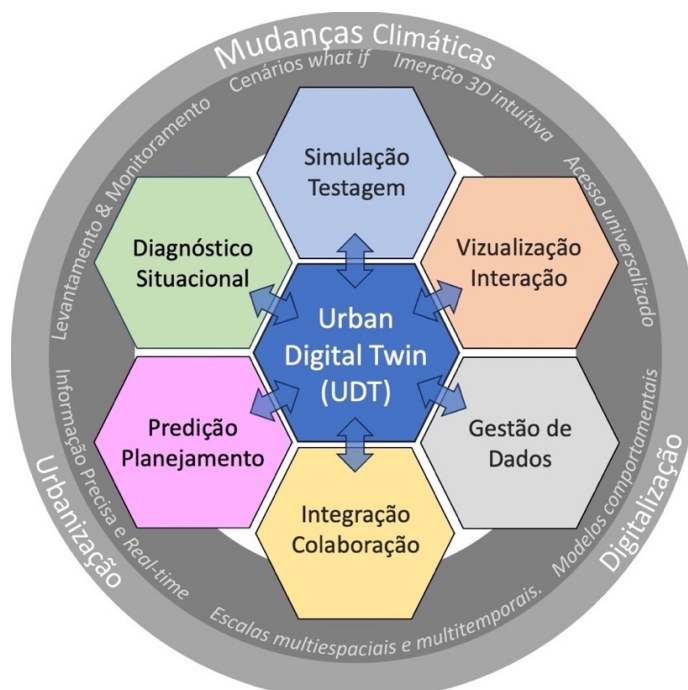 Mudanças Climáticas
Cenários what if
Imerção 3D intuítiva
Levantamento & Monitoramento
Acesso universalizado
Simulação
Testagem
Diagnóstico
Situacional
Vizualização
Interação
Urban
Digital Twin
(UDT)
Predição
Planejamento
Gestão de
Dados
Integração
Colaboração
Informação Precisa e Real-time
Modelos comportamentais
Escalas multiespaciais e multitemporais.
Urbanização
Digitalização